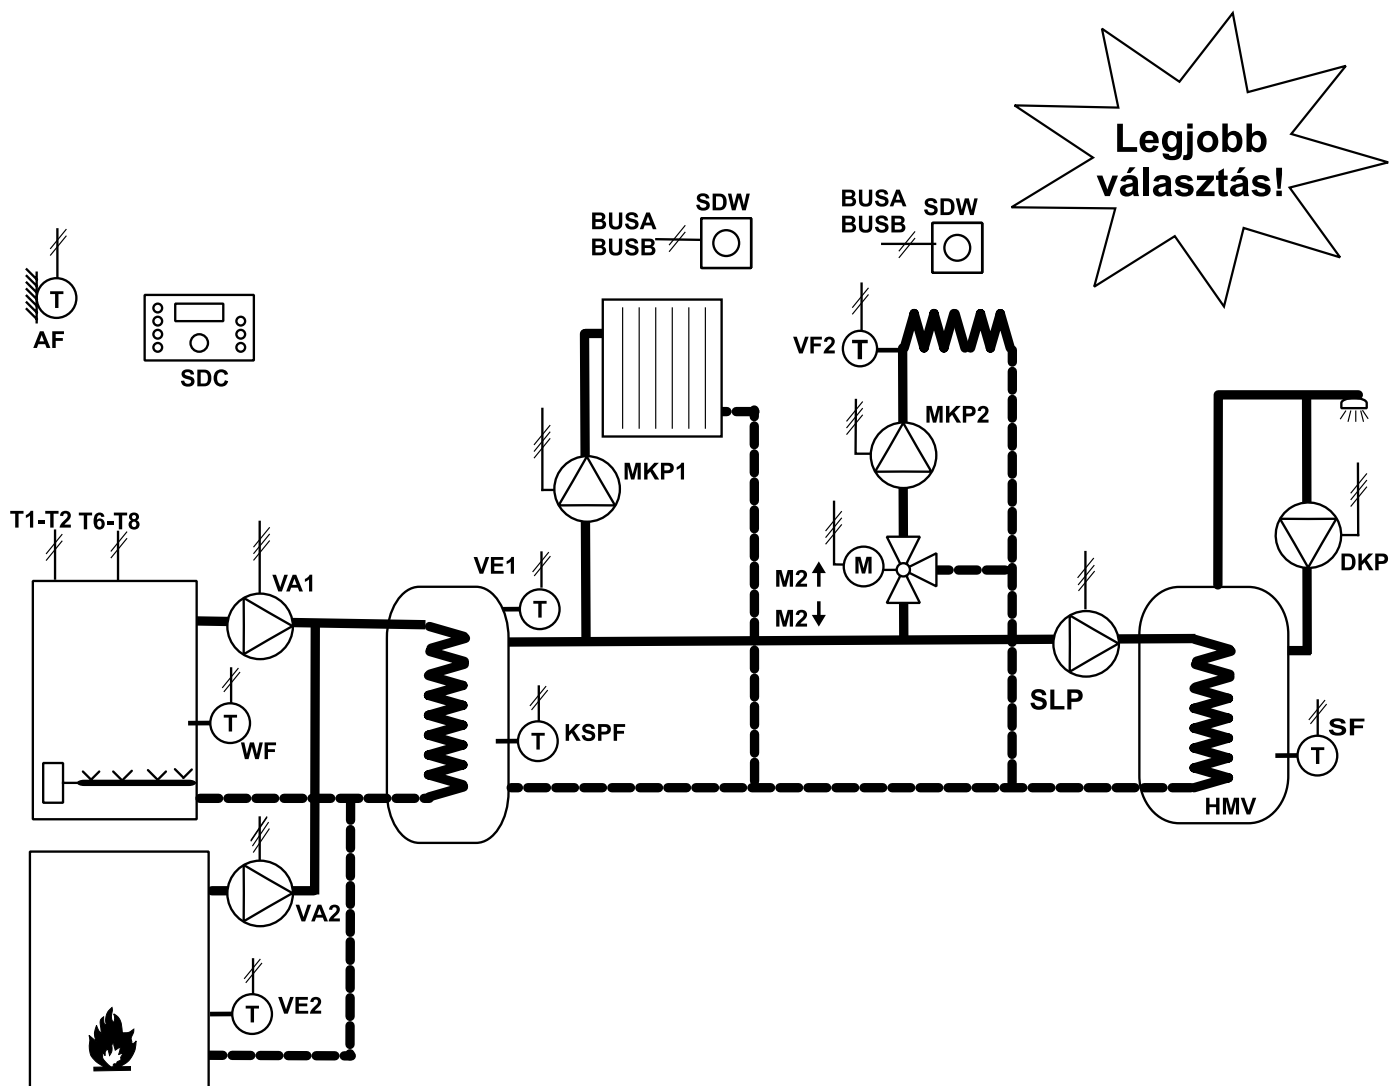 Legjobb
választás!
SDW
BUSA
BUSB
SDW
BUSA
BUSB
T
AF
SDC
VF2
T
MKP2
MKP1
T1-T2
T6-T8
VA1
VE1
T
M
M2
M2
DKP
SLP
T
WF
T
KSPF
SF
T
HMV
VA2
T
VE2